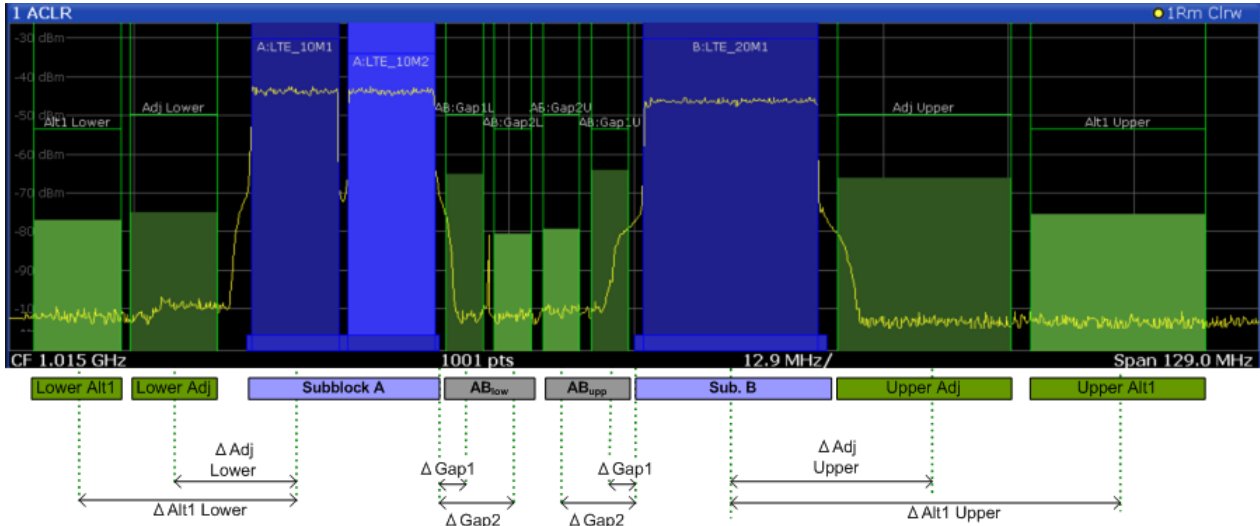 1 ACLR
1Rm Clrw
-30 dBm
A:LTE_10M1
B:LTE_20M1
A:LTE_10M2
-40 dBm
Adj Lower
AB:Gap1L
AB:Gap2U
Adj Upper
-50 dBm
Alt1 Lower
AB:Gap2L
AB:Gap1U
Alt1 Upper
-60 dBm
-70 dBm
-80
-90
-10
CF 1.015 GHz
1001 pts
12.9 MHz/
Span 129.0 MHz
Lower Alt1
Lower Adj
Subblock A
ABlow
ABupp
Sub. B
Upper Adj
Upper Alt1
Δ Adj
Lower
Δ Gap1
Δ Gap1
Δ Adj
Upper
Δ Alt1 Lower
Δ Gap2
Δ Gap2
Δ Alt1 Upper